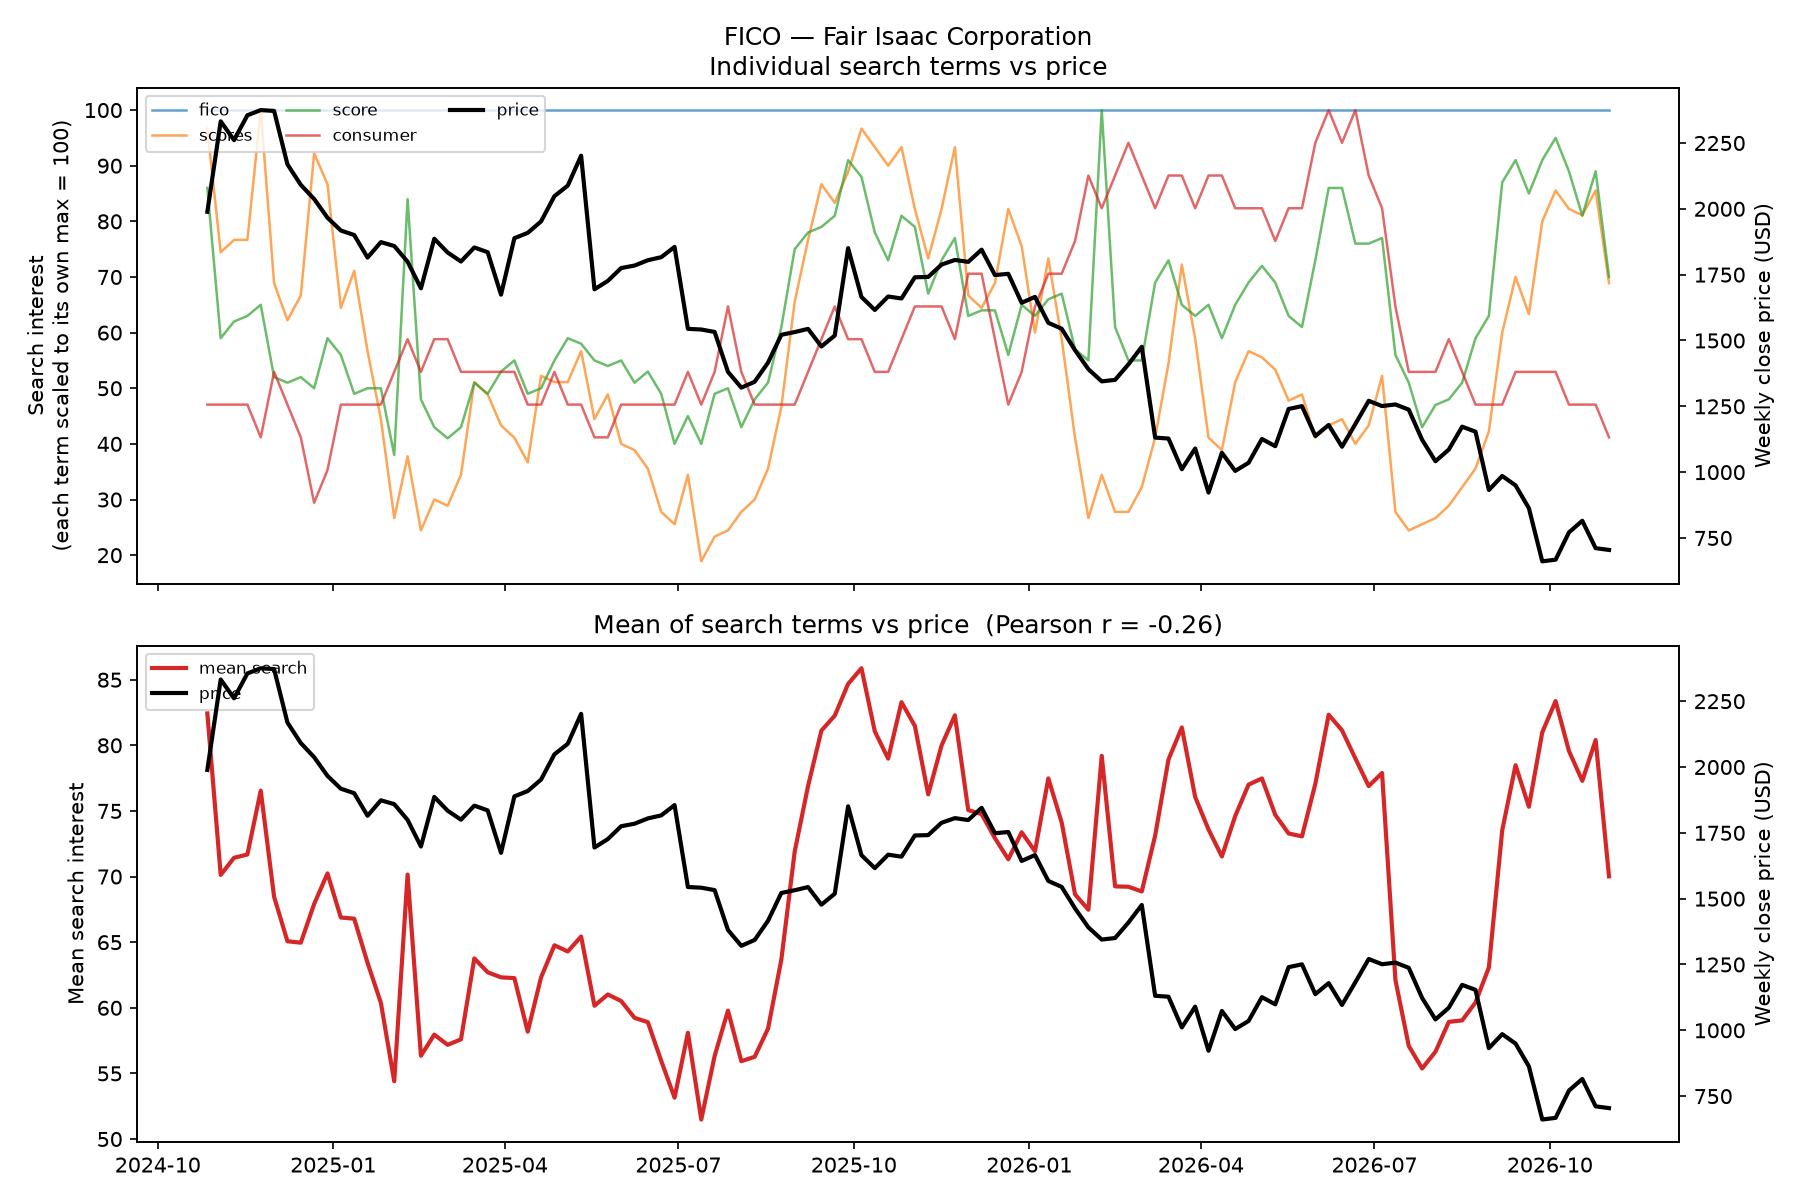 FICO — Fair Isaac Corporation
Individual search terms vs price
fico
scores
score
consumer
price
100
90
80
70
60
50
40
30
20
Search interest
(each term scaled to its own max = 100)
2250
2000
1750
1500
1250
1000
750
Weekly close price (USD)
Mean of search terms vs price (Pearson r = -0.26)
mean search
price
85
80
75
70
65
60
55
50
Mean search interest
2250
2000
1750
1500
1250
1000
750
Weekly close price (USD)
2024-10
2025-01
2025-04
2025-07
2025-10
2026-01
2026-04
2026-07
2026-10